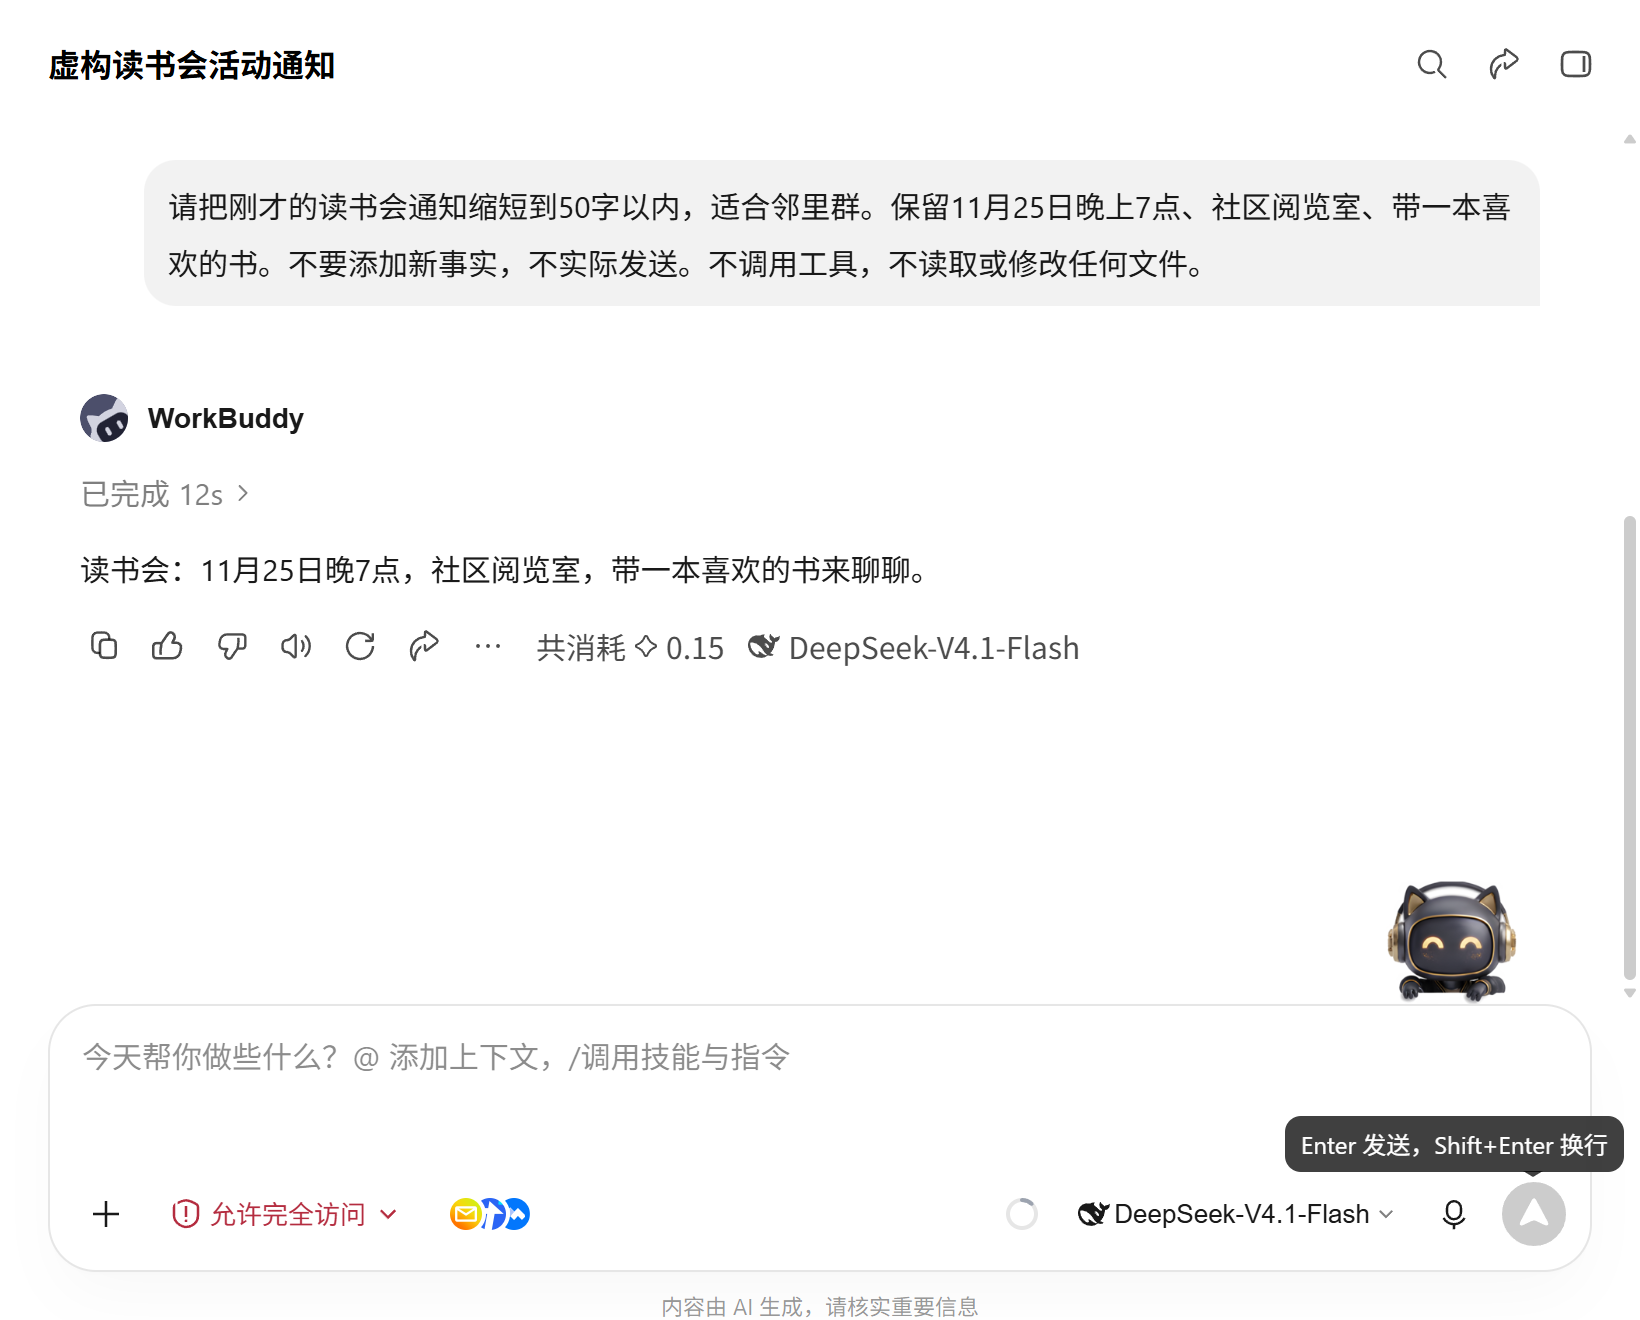 虚构读书会活动通知
请把刚才的读书会通知缩短到50字以内，适合邻里群。保留11月25日晚上7点、社区阅览室、带一本喜
欢的书。不要添加新事实，不实际发送。不调用工具，不读取或修改任何文件。
WorkBuddy
已完成 12s
读书会：11月25日晚7点，社区阅览室，带一本喜欢的书来聊聊。
共消耗 0.15 DeepSeek-V4.1-Flash
今天帮你做些什么？@ 添加上下文，/调用技能与指令
Enter 发送，Shift+Enter 换行
允许完全访问 DeepSeek-V4.1-Flash
内容由 AI 生成，请核实重要信息